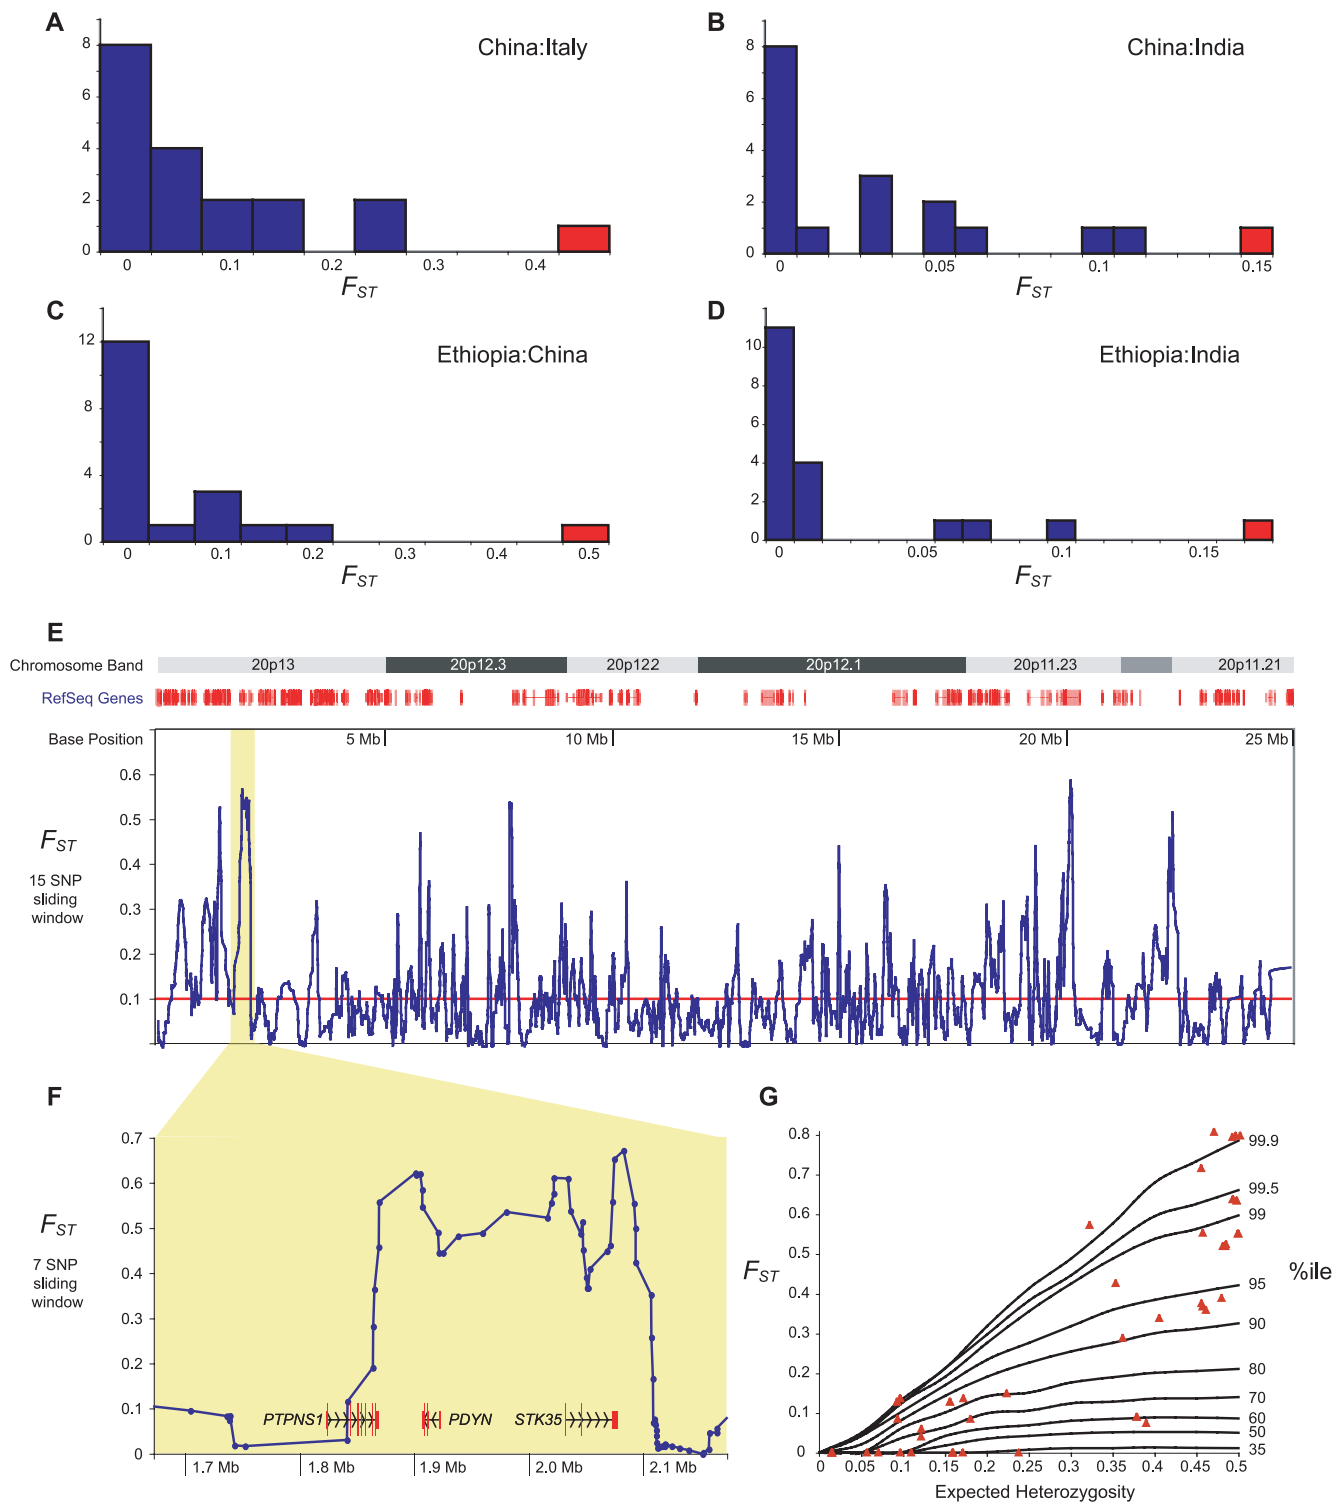 A
China:Italy
8
6
4
2
0
0 0.1 0.2 0.3 0.4
FST
B
China:India
8
6
4
2
0
0 0.05 0.1 0.15
FST
C
Ethiopia:China
12
8
4
0
0 0.1 0.2 0.3 0.4 0.5
FST
D
Ethiopia:India
10
8
6
4
2
0
0 0.05 0.1 0.15
FST
E
Chromosome Band 20p13 20p12.3 20p122 20p12.1 20p11.23 20p11.21
RefSeq Genes
Base Position 5 Mb 10 Mb 15 Mb 20 Mb 25 Mb
0.6
0.5
0.4
0.3
0.2
0.1
FST
15 SNP
sliding
window
F
0.7
0.6
0.5
0.4
0.3
0.2
0.1
0
FST
7 SNP
sliding
window
PTPNS1 PDYN STK35
1.7 Mb 1.8 Mb 1.9 Mb 2.0 Mb 2.1 Mb
G
0.8
0.7
0.6
0.5
0.4
0.3
0.2
0.1
0
FST
99.9
99.5
99
95
90
80
70
60
50
35
%ile
0 0.05 0.1 0.15 0.2 0.25 0.3 0.35 0.4 0.45 0.5
Expected Heterozygosity